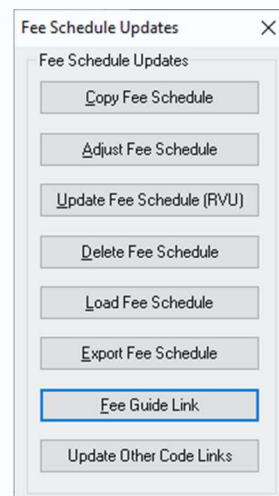 Fee Schedule Updates
Fee Schedule Updates
Copy Fee Schedule
Adjust Fee Schedule
Update Fee Schedule (RVU)
Delete Fee Schedule
Load Fee Schedule
Export Fee Schedule
Fee Guide Link
Update Other Code Links